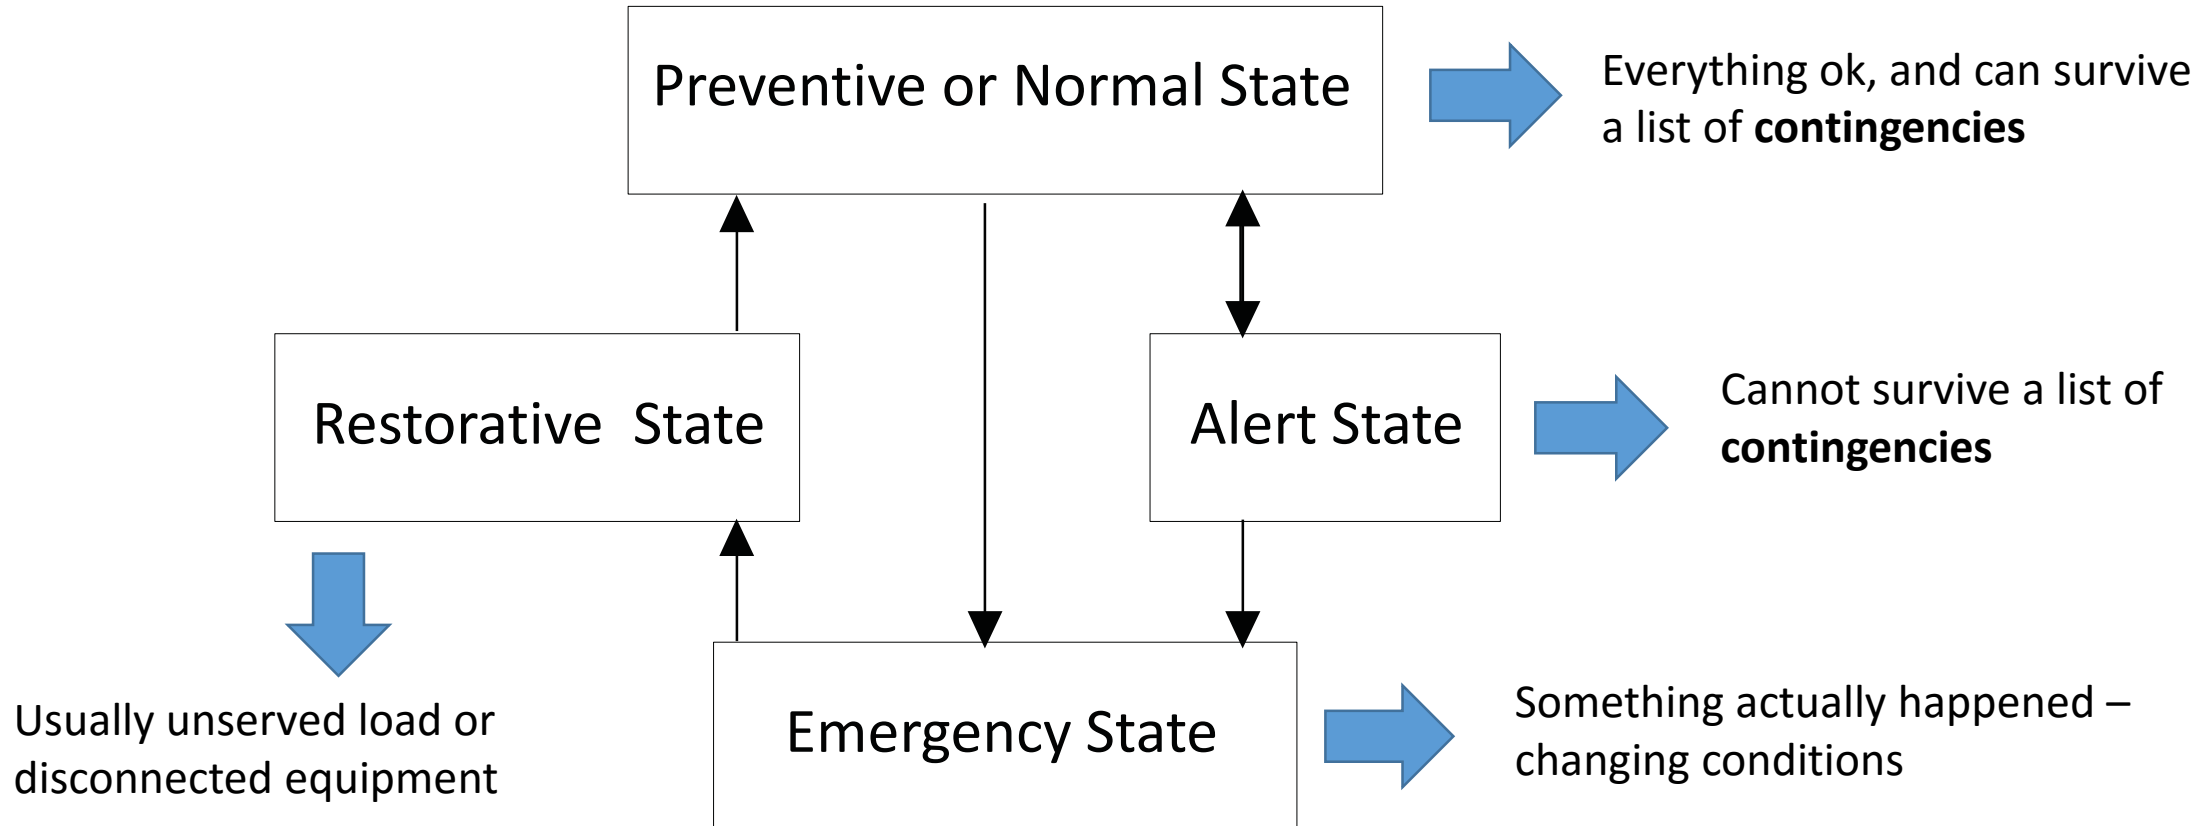 Preventive or Normal State
Everything ok, and can survive
a list of contingencies
Restorative State
Alert State
Cannot survive a list of
contingencies
Usually unserved load or
disconnected equipment
Emergency State
Something actually happened –
changing conditions